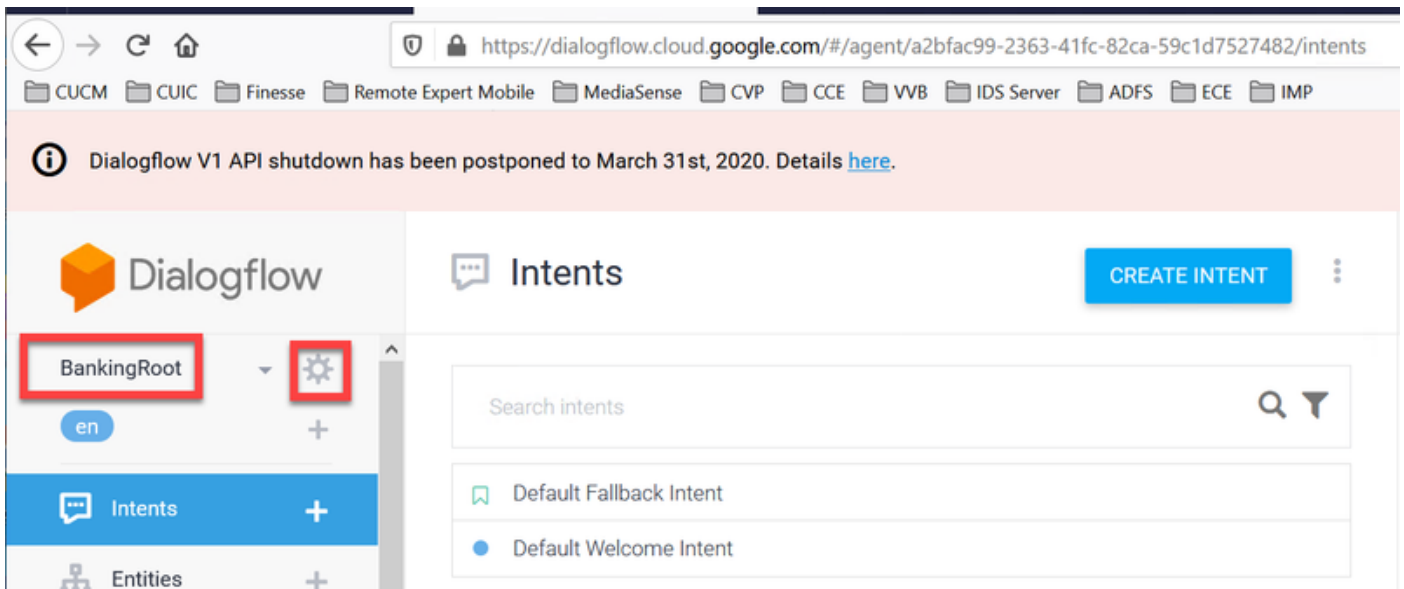 https://dialogflow.cloud.google.com/#/agent/a2bfac99-2363-41fc-82ca-59c1d7527482/intents
CUCM CUIC Finesse Remote Expert Mobile MediaSense CVP CCE VVB IDS Server ADFS ECE IMP
Dialogflow V1 API shutdown has been postponed to March 31st, 2020. Details here.
Dialogflow
Intents
CREATE INTENT
BankingRoot
en
Intents
Entities
Search intents
Default Fallback Intent
Default Welcome Intent